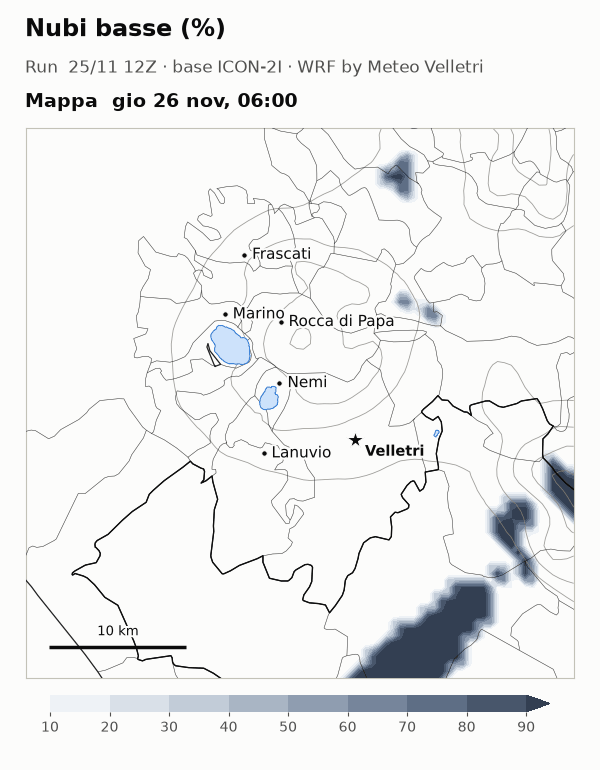 Nubi basse (%)
Run  25/11 12Z · base ICON-2I · WRF by Meteo Velletri
Mappa  gio 26 nov, 06:00
Frascati
Marino
Rocca di Papa
Nemi
Velletri
Lanuvio
10 km
10 20 30 40 50 60 70 80 90